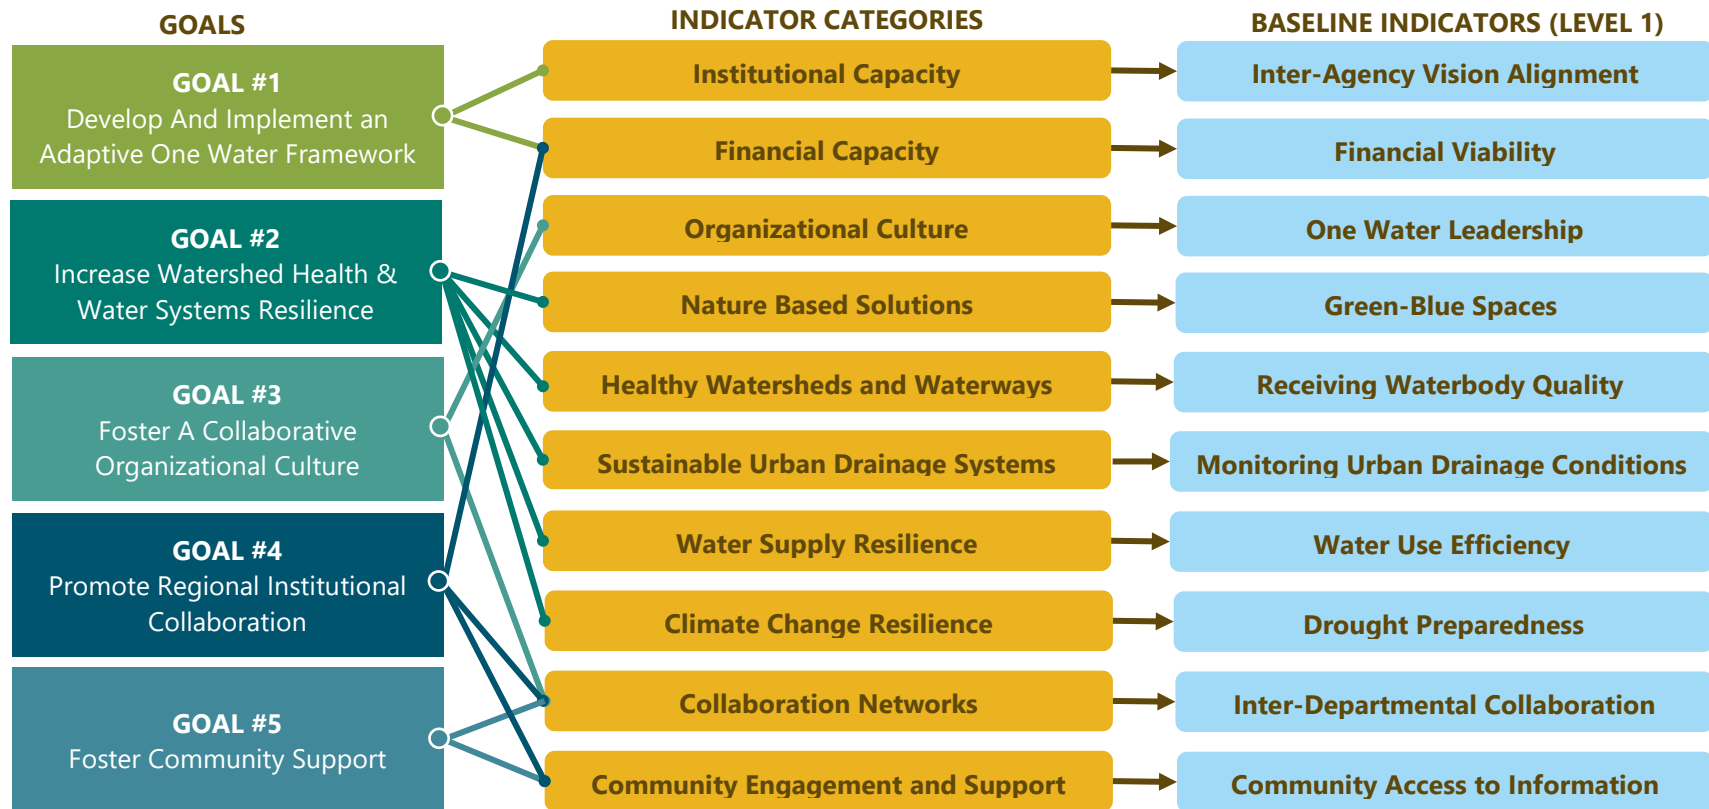 GOALS
GOAL #1
Develop And Implement an
Adaptive One Water Framework
GOAL #2
Increase Watershed Health &
Water Systems Resilience
GOAL #3
Foster A Collaborative
Organizational Culture
GOAL #4
Promote Regional Institutional
Collaboration
GOAL #5
Foster Community Support
INDICATOR CATEGORIES
Institutional Capacity
Financial Capacity
Organizational Culture
Nature Based Solutions
Healthy Watersheds and Waterways
Sustainable Urban Drainage Systems
Water Supply Resilience
Climate Change Resilience
Collaboration Networks
Community Engagement and Support
BASELINE INDICATORS (LEVEL 1)
Inter-Agency Vision Alignment
Financial Viability
One Water Leadership
Green-Blue Spaces
Receiving Waterbody Quality
Monitoring Urban Drainage Conditions
Water Use Efficiency
Drought Preparedness
Inter-Departmental Collaboration
Community Access to Information